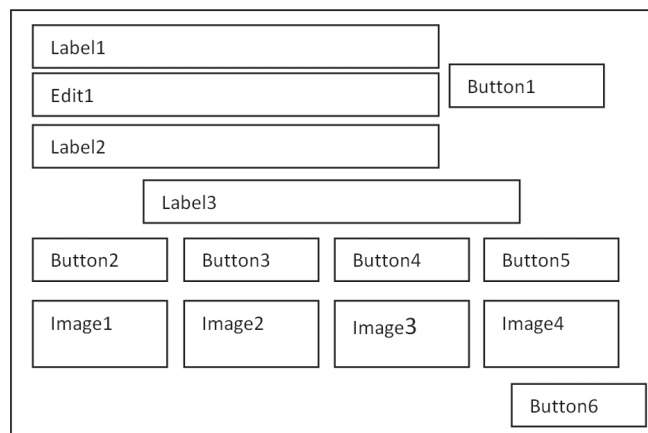 Label1
Edit1
Button1
Label2
Label3
Button2 Button3 Button4 Button5
Image1 Image2 Image3 Image4
Button6